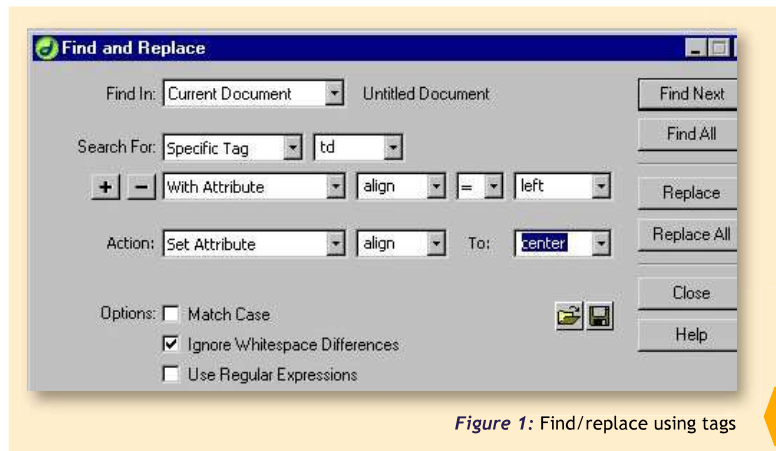 Find and Replace
Find In: Current Document Untitled Document Find Next
Find All
Search For: Specific Tag td
+ - With Attribute align = left Replace
Action: Set Attribute align To: center Replace All
Close
Options: Match Case
Ignore Whitespace Differences Help
Use Regular Expressions
Figure 1: Find/replace using tags